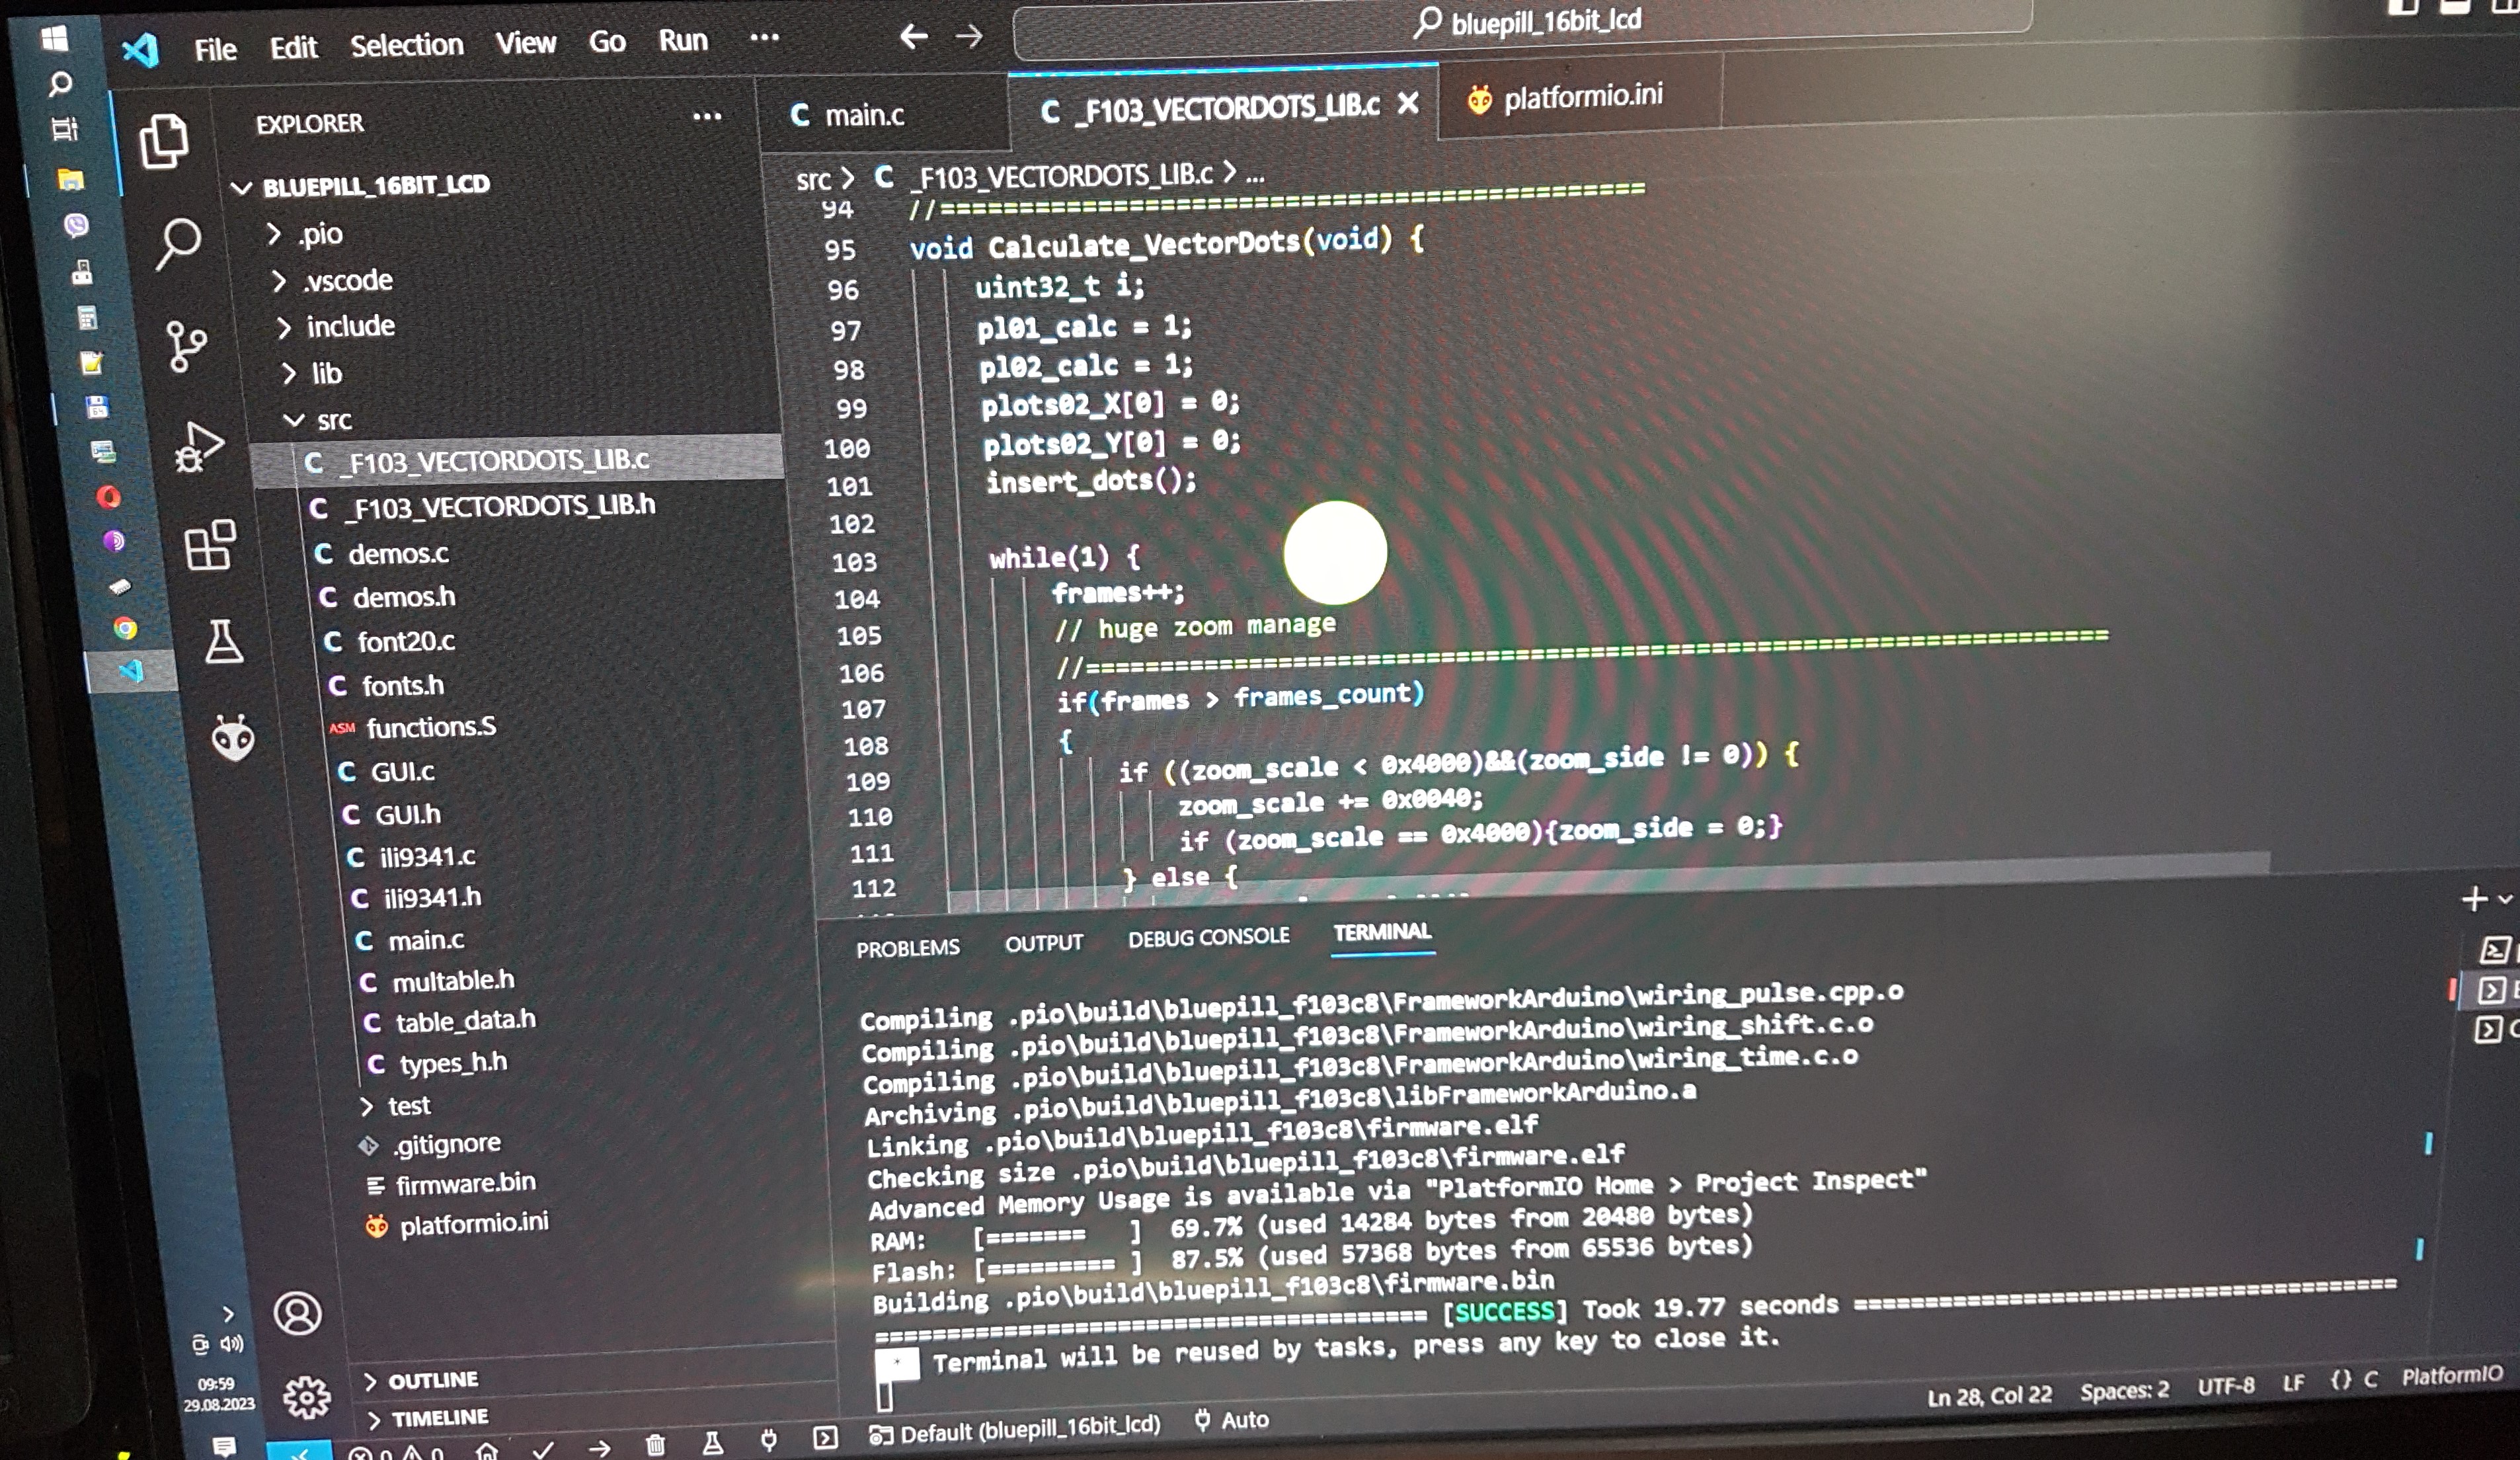 File Edit Selection View Go Run ···
bluepill_16bit_lcd
EXPLORER
BLUEPILL_16BIT_LCD
.pio
.vscode
include
lib
src
C _F103_VECTORDOTS_LIB.c
C _F103_VECTORDOTS_LIB.h
C demos.c
C demos.h
C font20.c
C fonts.h
ASM functions.S
C GUI.c
C GUI.h
C ili9341.c
C ili9341.h
C main.c
C multable.h
C table_data.h
C types_h.h
test
.gitignore
firmware.bin
platformio.ini
OUTLINE
TIMELINE
C main.c
C _F103_VECTORDOTS_LIB.c
platformio.ini
src > C _F103_VECTORDOTS_LIB.c > ...
94 //=============================================
95 void Calculate_VectorDots(void) {
96 uint32_t i;
97 pl01_calc = 1;
98 pl02_calc = 1;
99 plots02_X[0] = 0;
100 plots02_Y[0] = 0;
101 insert_dots();
102
103 while(1) {
104 frames++;
105 // huge zoom manage
106 //=====================================================================
107 if(frames > frames_count)
108 {
109 if ((zoom_scale < 0x4000)&&(zoom_side != 0)) {
110 zoom_scale += 0x0040;
111 if (zoom_scale == 0x4000){zoom_side = 0;}
112 } else {
PROBLEMS OUTPUT DEBUG CONSOLE TERMINAL
Compiling .pio\build\bluepill_f103c8\FrameworkArduino\wiring_pulse.cpp.o
Compiling .pio\build\bluepill_f103c8\FrameworkArduino\wiring_shift.c.o
Compiling .pio\build\bluepill_f103c8\FrameworkArduino\wiring_time.c.o
Archiving .pio\build\bluepill_f103c8\libFrameworkArduino.a
Linking .pio\build\bluepill_f103c8\firmware.elf
Checking size .pio\build\bluepill_f103c8\firmware.elf
Advanced Memory Usage is available via "PlatformIO Home > Project Inspect"
RAM: [======= ] 69.7% (used 14284 bytes from 20480 bytes)
Flash: [========= ] 87.5% (used 57368 bytes from 65536 bytes)
Building .pio\build\bluepill_f103c8\firmware.bin
===================================== [SUCCESS] Took 19.77 seconds =====================================
* Terminal will be reused by tasks, press any key to close it.
09:59
29.08.2023
Default (bluepill_16bit_lcd) Auto
Ln 28, Col 22 Spaces: 2 UTF-8 LF {} C PlatformIO